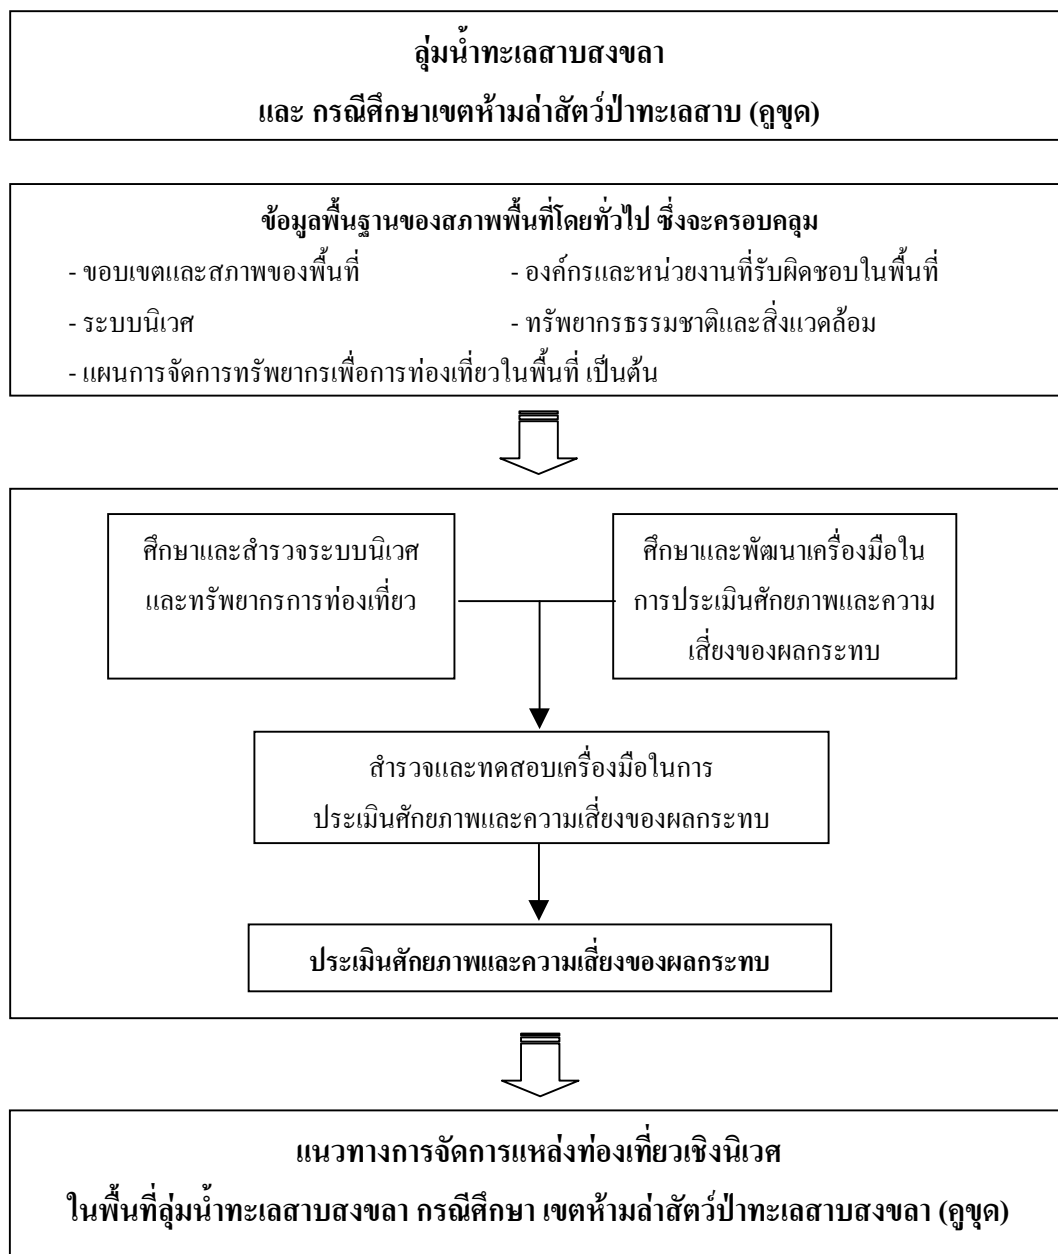 ลุ่มน้ำทะเลสาบสงขลา
และ กรณีศึกษาเขตห้ามล่าสัตว์ป่าทะเลสาบ (คูขุด)
ข้อมูลพื้นฐานของสภาพพื้นที่โดยทั่วไป ซึ่งจะครอบคลุม
- ขอบเขตและสภาพของพื้นที่ - องค์กรและหน่วยงานที่รับผิดชอบในพื้นที่
- ระบบนิเวศ - ทรัพยากรธรรมชาติและสิ่งแวดล้อม
- แผนการจัดการทรัพยากรเพื่อการท่องเที่ยวในพื้นที่ เป็นต้น
ศึกษาและสำรวจระบบนิเวศ
และทรัพยากรการท่องเที่ยว
ศึกษาและพัฒนาเครื่องมือใน
การประเมินศักยภาพและความ
เสี่ยงของผลกระทบ
สำรวจและทดสอบเครื่องมือในการ
ประเมินศักยภาพและความเสี่ยงของผลกระทบ
ประเมินศักยภาพและความเสี่ยงของผลกระทบ
แนวทางการจัดการแหล่งท่องเที่ยวเชิงนิเวศ
ในพื้นที่ลุ่มน้ำทะเลสาบสงขลา กรณีศึกษา เขตห้ามล่าสัตว์ป่าทะเลสาบสงขลา (คูขุด)